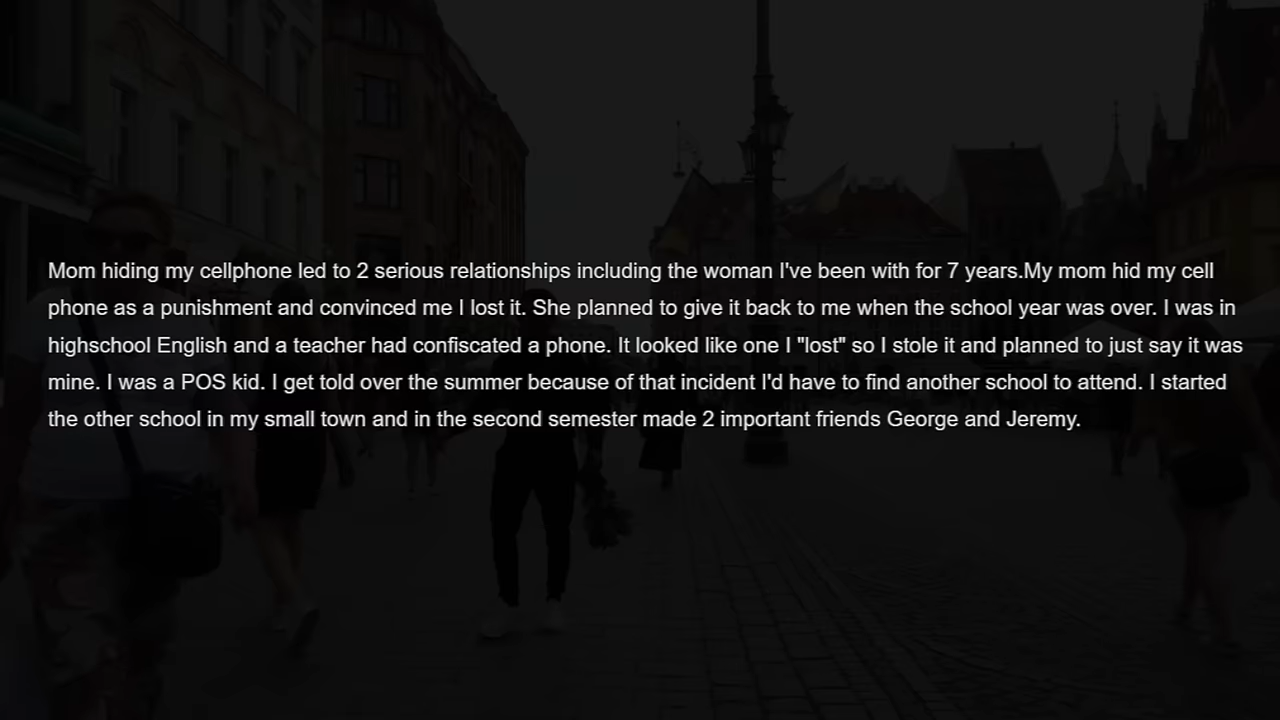 Mom hiding my cellphone led to 2 serious relationships including the woman I've been with for 7 years.My mom hid my cell
phone as a punishment and convinced me I lost it. She planned to give it back to me when the school year was over. I was in
highschool English and a teacher had confiscated a phone. It looked like one I "lost" so I stole it and planned to just say it was
mine. I was a POS kid. I get told over the summer because of that incident I'd have to find another school to attend. I started
the other school in my small town and in the second semester made 2 important friends George and Jeremy.